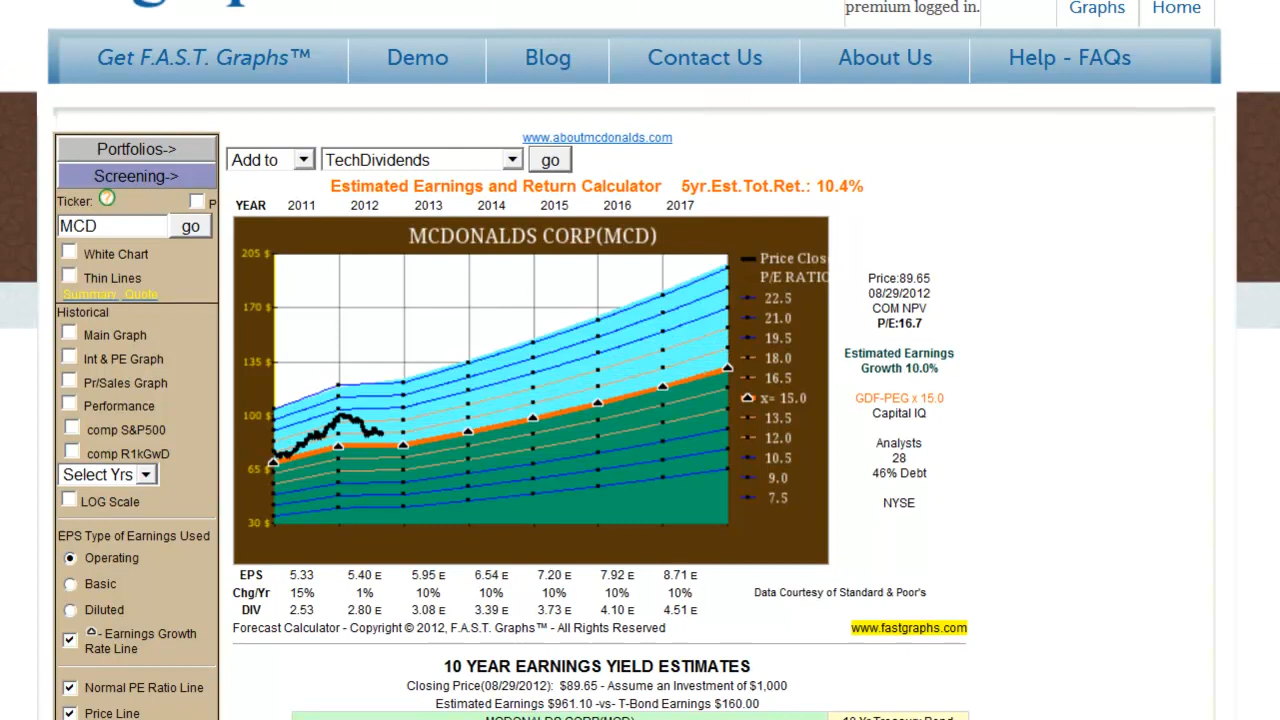 premium logged in.
Graphs
Home
Get F.A.S.T. Graphs™
Demo
Blog
Contact Us
About Us
Help - FAQs
www.aboutmcdonalds.com
Portfolios->
Screening->
Add to
TechDividends
go
Ticker:
P
MCD
go
White Chart
Thin Lines
Summary Quote
Historical
Main Graph
Int & PE Graph
Pr/Sales Graph
Performance
comp S&P500
comp R1kGwD
Select Yrs
LOG Scale
EPS Type of Earnings Used
Operating
Basic
Diluted
- Earnings Growth
Rate Line
Normal PE Ratio Line
Price Line
Estimated Earnings and Return Calculator 5yr.Est.Tot.Ret.: 10.4%
YEAR 2011 2012 2013 2014 2015 2016 2017
MCDONALDS CORP(MCD)
205 $
170 $
135 $
100 $
65 $
30 $
Price Clos
P/E RATIO
22.5
21.0
19.5
18.0
16.5
x= 15.0
13.5
12.0
10.5
9.0
7.5
Price:89.65
08/29/2012
COM NPV
P/E:16.7
Estimated Earnings
Growth 10.0%
GDF-PEG x 15.0
Capital IQ
Analysts
28
46% Debt
NYSE
EPS 5.33 5.40 E 5.95 E 6.54 E 7.20 E 7.92 E 8.71 E
Chg/Yr 15% 1% 10% 10% 10% 10% 10%
DIV 2.53 2.80 E 3.08 E 3.39 E 3.73 E 4.10 E 4.51 E
Data Courtesy of Standard & Poor's
Forecast Calculator - Copyright © 2012, F.A.S.T. Graphs™ - All Rights Reserved
www.fastgraphs.com
10 YEAR EARNINGS YIELD ESTIMATES
Closing Price(08/29/2012): $89.65 - Assume an Investment of $1,000
Estimated Earnings $961.10 -vs- T-Bond Earnings $160.00
MCDONALDS CORP(MCD)
10 Yr Treasury Bond